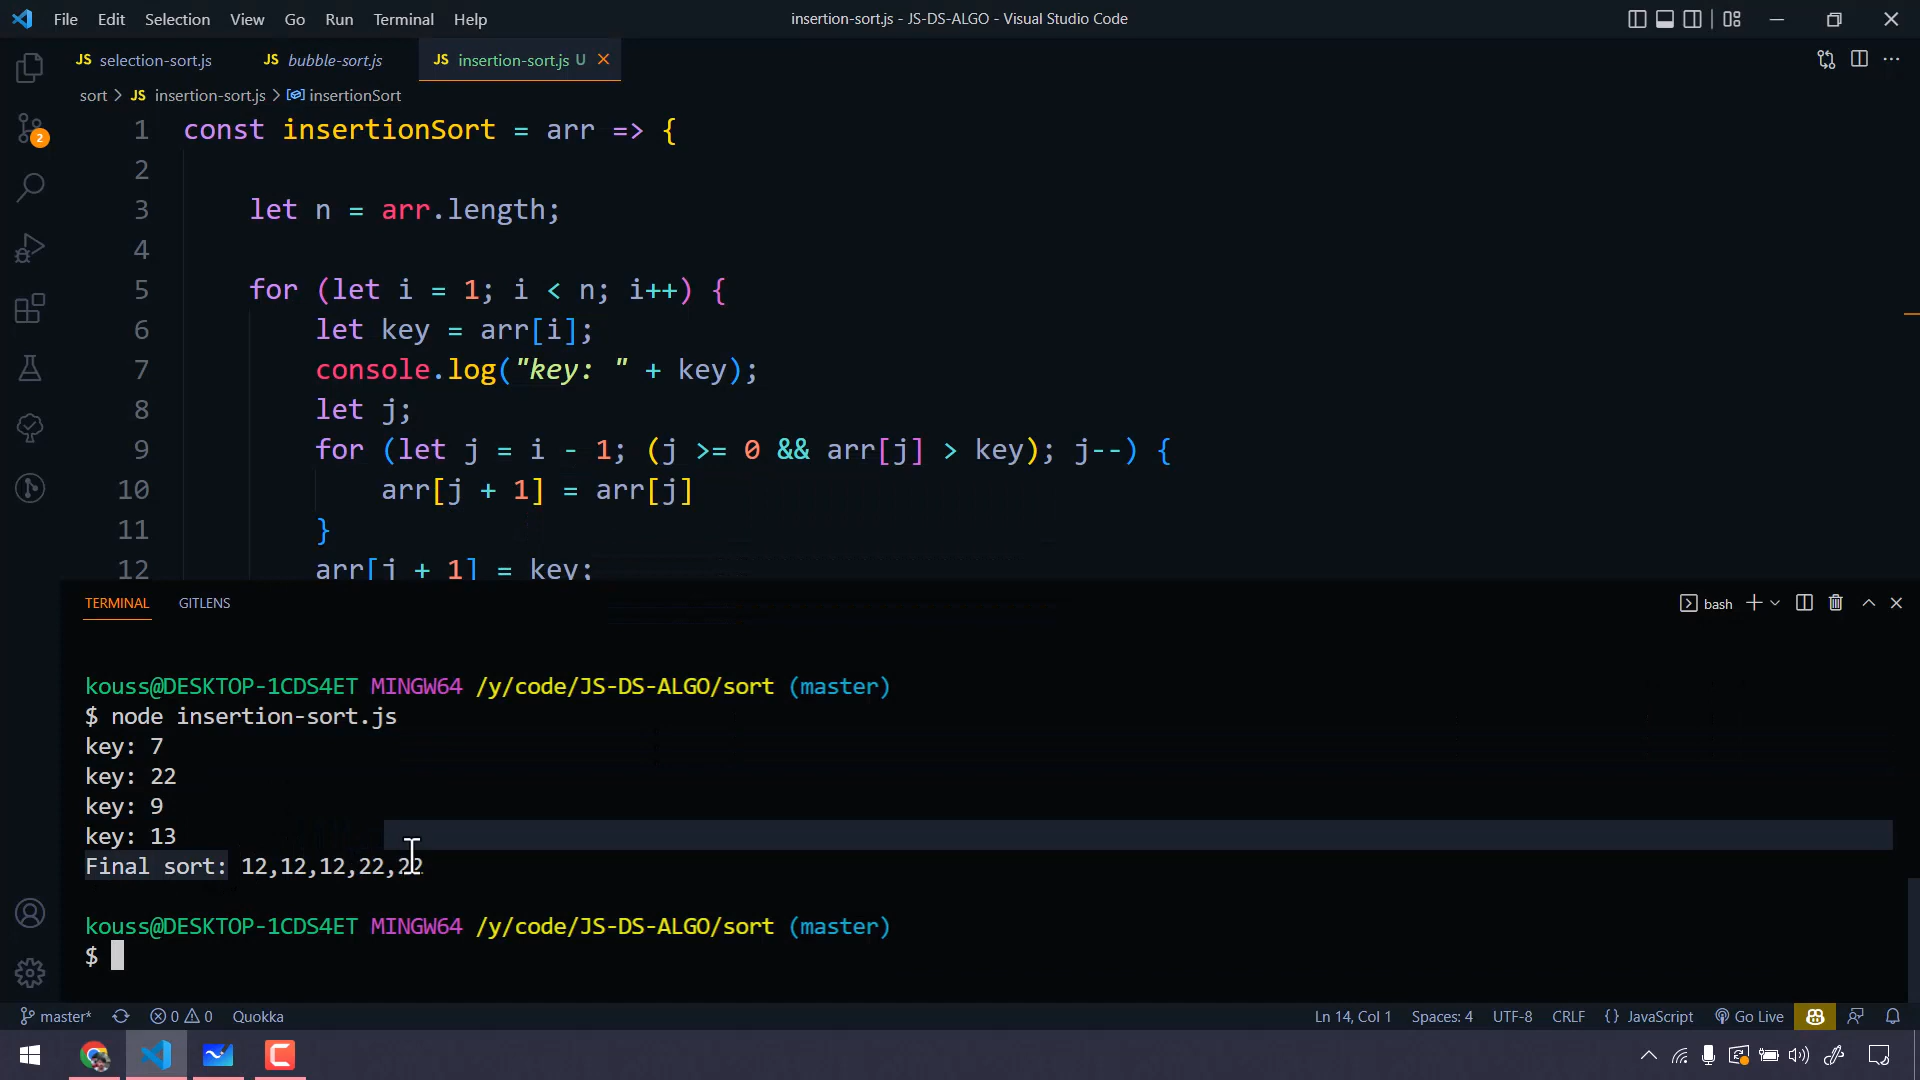 File Edit Selection View Go Run Terminal Help
insertion-sort.js - JS-DS-ALGO - Visual Studio Code
JS selection-sort.js JS bubble-sort.js JS insertion-sort.js U
sort > JS insertion-sort.js > insertionSort
1 const insertionSort = arr => {
2
3 let n = arr.length;
4
5 for (let i = 1; i < n; i++) {
6 let key = arr[i];
7 console.log("key: " + key);
8 let j;
9 for (let j = i - 1; (j >= 0 && arr[j] > key); j--) {
10 arr[j + 1] = arr[j]
11 }
12 arr[j + 1] = key;
2
TERMINAL GITLENS
bash
kouss@DESKTOP-1CDS4ET MINGW64 /y/code/JS-DS-ALGO/sort (master)
$ node insertion-sort.js
key: 7
key: 22
key: 9
key: 13
Final sort: 12,12,12,22,22
kouss@DESKTOP-1CDS4ET MINGW64 /y/code/JS-DS-ALGO/sort (master)
$
master* 0 0 Quokka
Ln 14, Col 1 Spaces: 4 UTF-8 CRLF {} JavaScript Go Live